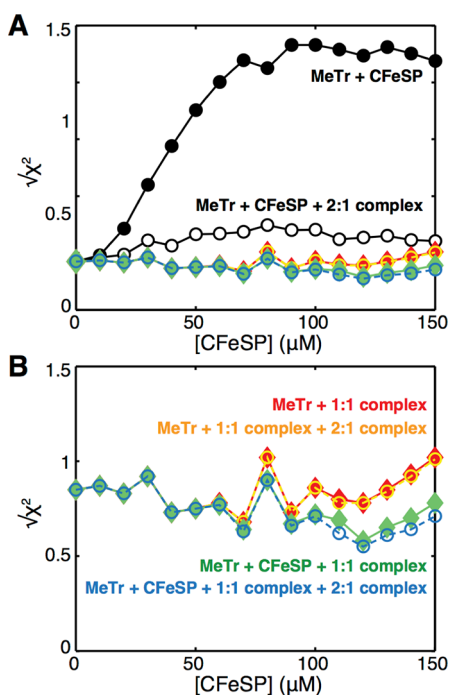 A
1.5
1
0.5
0
√χ²
MeTr + CFeSP
MeTr + CFeSP + 2:1 complex
0
50
100
150
[CFeSP] (μM)
B
1.5
1
0.5
0
√χ²
MeTr + 1:1 complex
MeTr + 1:1 complex + 2:1 complex
MeTr + CFeSP + 1:1 complex
MeTr + CFeSP + 1:1 complex + 2:1 complex
0
50
100
150
[CFeSP] (μM)